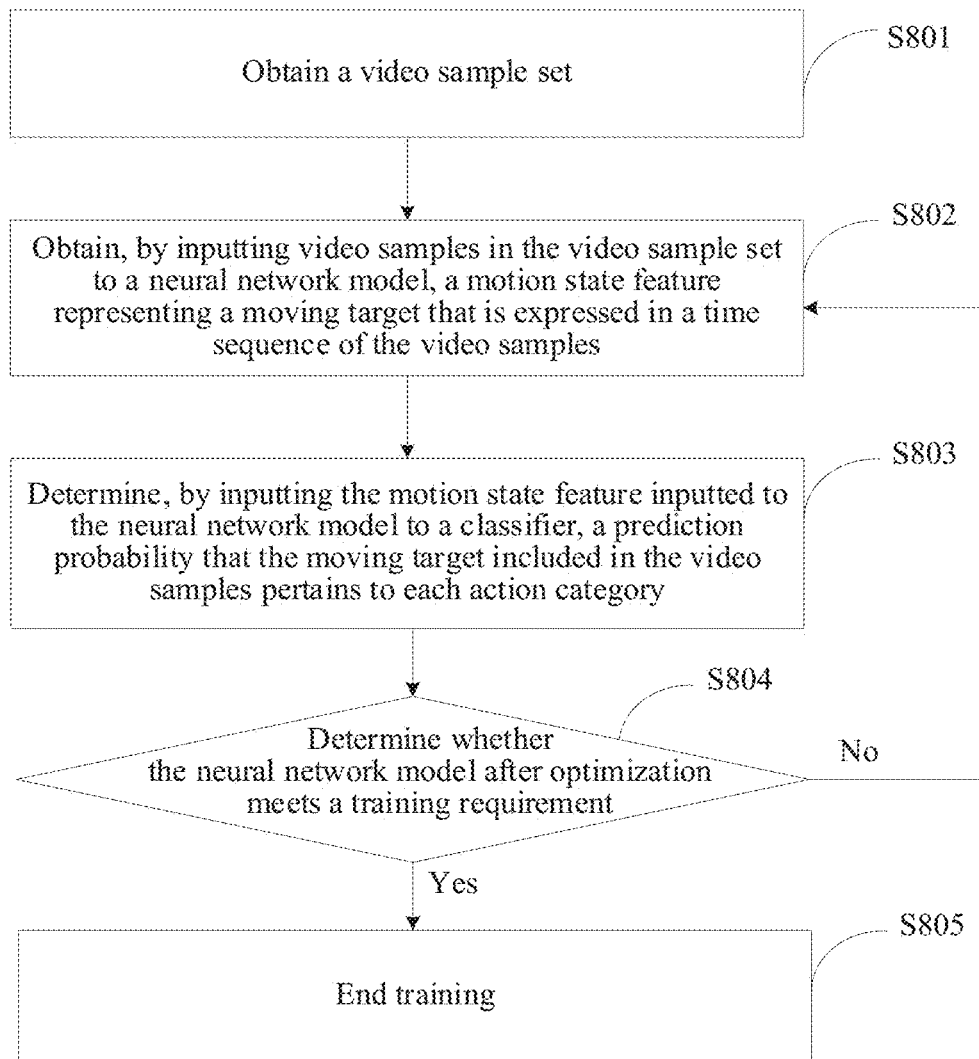 S801
Obtain a video sample set
S802
Obtain, by inputting video samples in the video sample set
to a neural network model, a motion state feature
representing a moving target that is expressed in a time
sequence of the video samples
S803
Determine, by inputting the motion state feature inputted to
the neural network model to a classifier, a prediction
probability that the moving target included in the video
samples pertains to each action category
S804
Determine whether
the neural network model after optimization
meets a training requirement
No
Yes
S805
End training